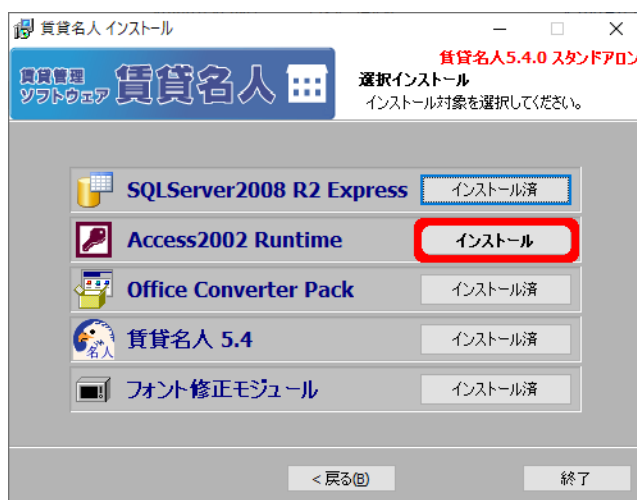 賃貸名人 インストール
賃貸名人5.4.0 スタンドアロン
賃貸管理
ソフトウェア 賃貸名人
選択インストール
インストール対象を選択してください。
SQLServer2008 R2 Express インストール済
Access2002 Runtime インストール
Office Converter Pack インストール済
名人
賃貸名人 5.4 インストール済
フォント修正モジュール インストール済
<戻る(B) 終了